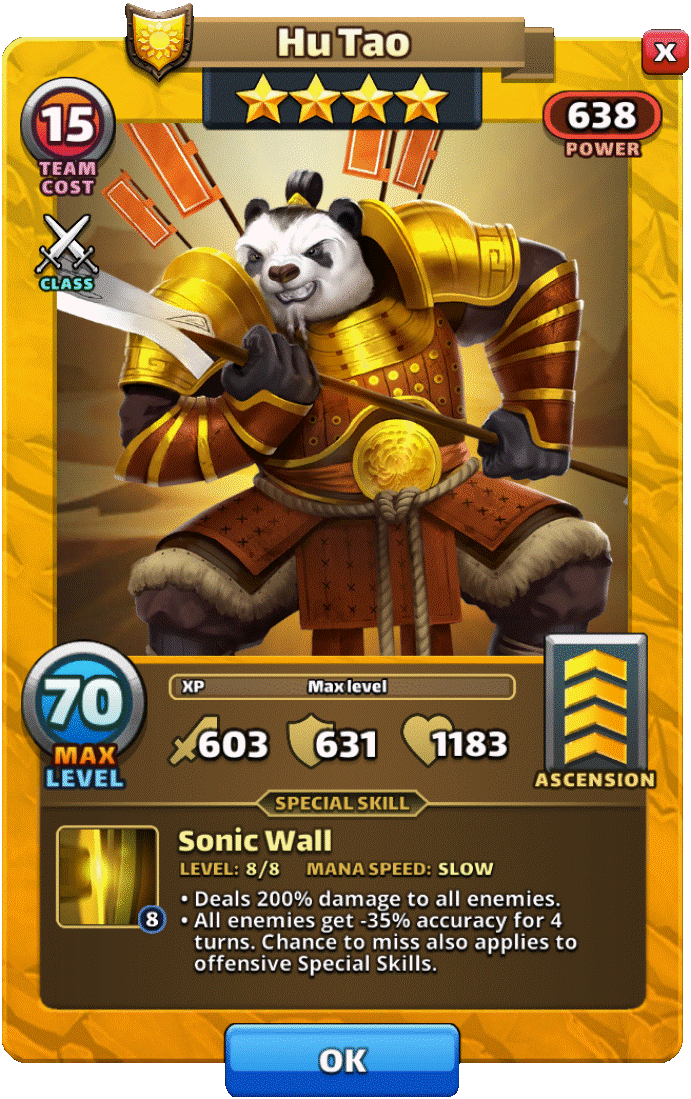 Hu Tao
X
15
TEAM
COST
638
POWER
CLASS
70
MAX
LEVEL
XP Max level
603 631 1183
ASCENSION
SPECIAL SKILL
Sonic Wall
LEVEL: 8/8 MANA SPEED: SLOW
8
• Deals 200% damage to all enemies.
• All enemies get -35% accuracy for 4
turns. Chance to miss also applies to
offensive Special Skills.
OK